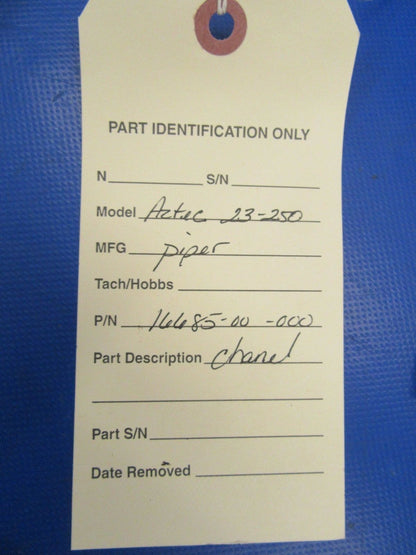 PART IDENTIFICATION ONLY
N S/N
Model Aztec 23-250
MFG piper
Tach/Hobbs
P/N 16685-00 -000
Part Description chanel
Part S/N
Date Removed